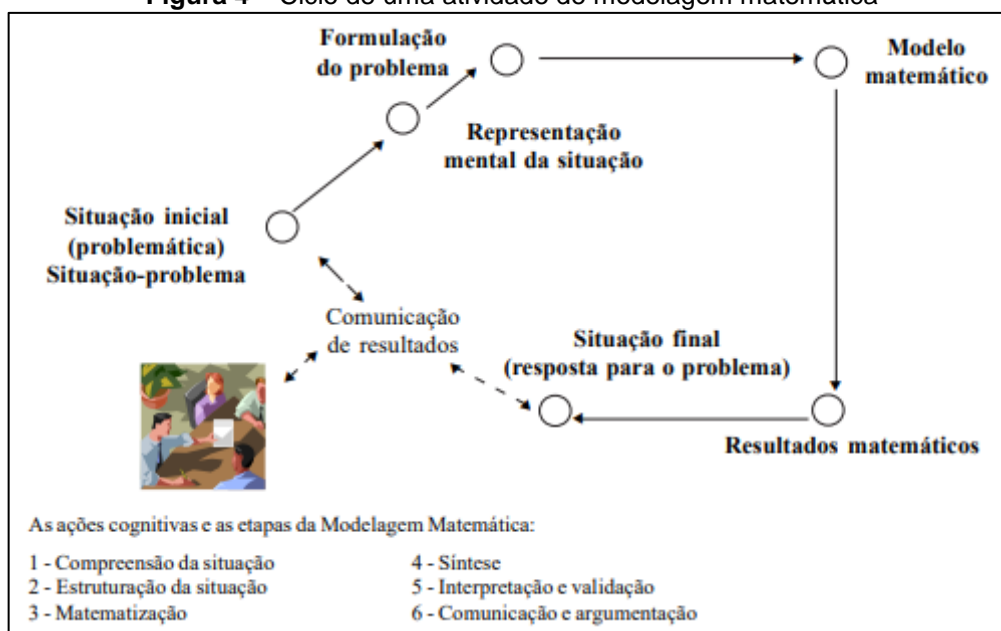 Figura 4 – Ciclo de uma atividade de modelagem matemática
Formulação
do problema
Modelo
matemático
Representação
mental da situação
Situação inicial
(problemática)
Situação-problema
Comunicação
de resultados
Situação final
(resposta para o problema)
Resultados matemáticos
As ações cognitivas e as etapas da Modelagem Matemática:
1 - Compreensão da situação
2 - Estruturação da situação
3 - Matematização
4 - Síntese
5 - Interpretação e validação
6 - Comunicação e argumentação